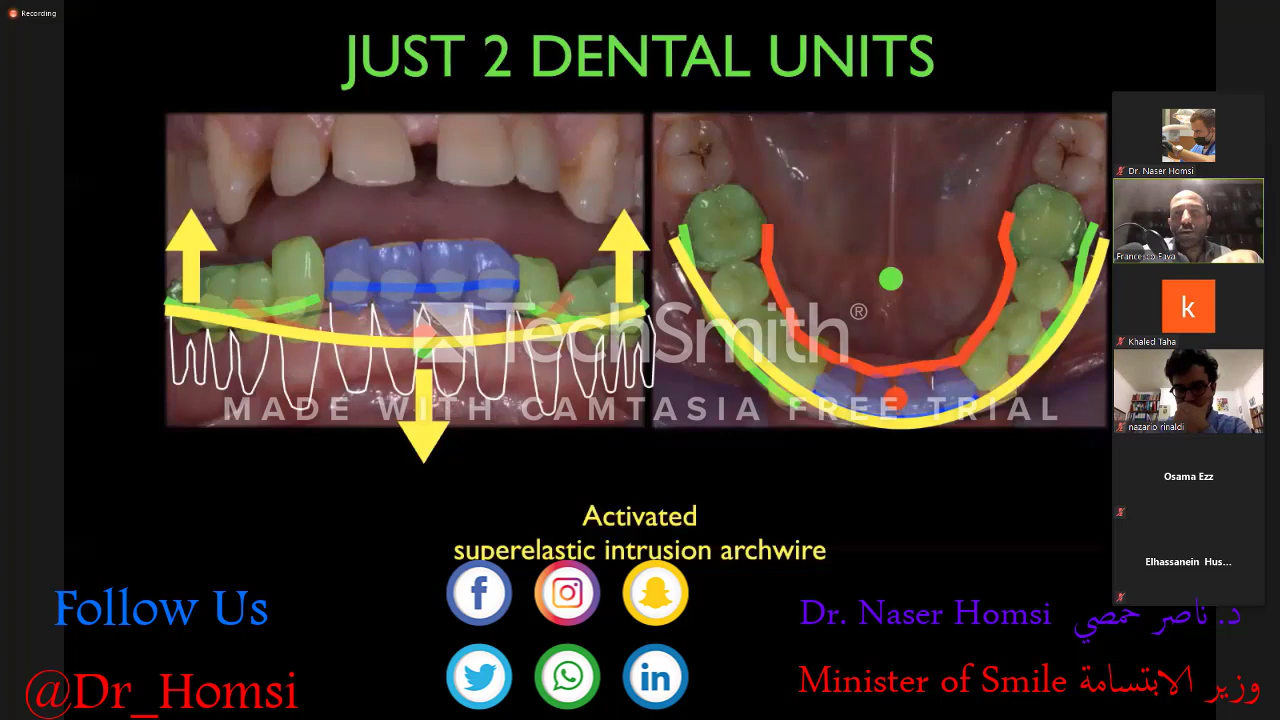 Recording
JUST 2 DENTAL UNITS
TechSmith®
MADE WITH CAMTASIA FREE TRIAL
Activated
superelastic intrusion archwire
Dr. Naser Homsi
Francesco Fava
k
Khaled Taha
nazario rinaldi
Osama Ezz
Elhassanein Hus...
Follow Us
@Dr_Homsi
f
in
Dr. Naser Homsi د. ناصر حمصي
Minister of Smile وزير الابتسامة